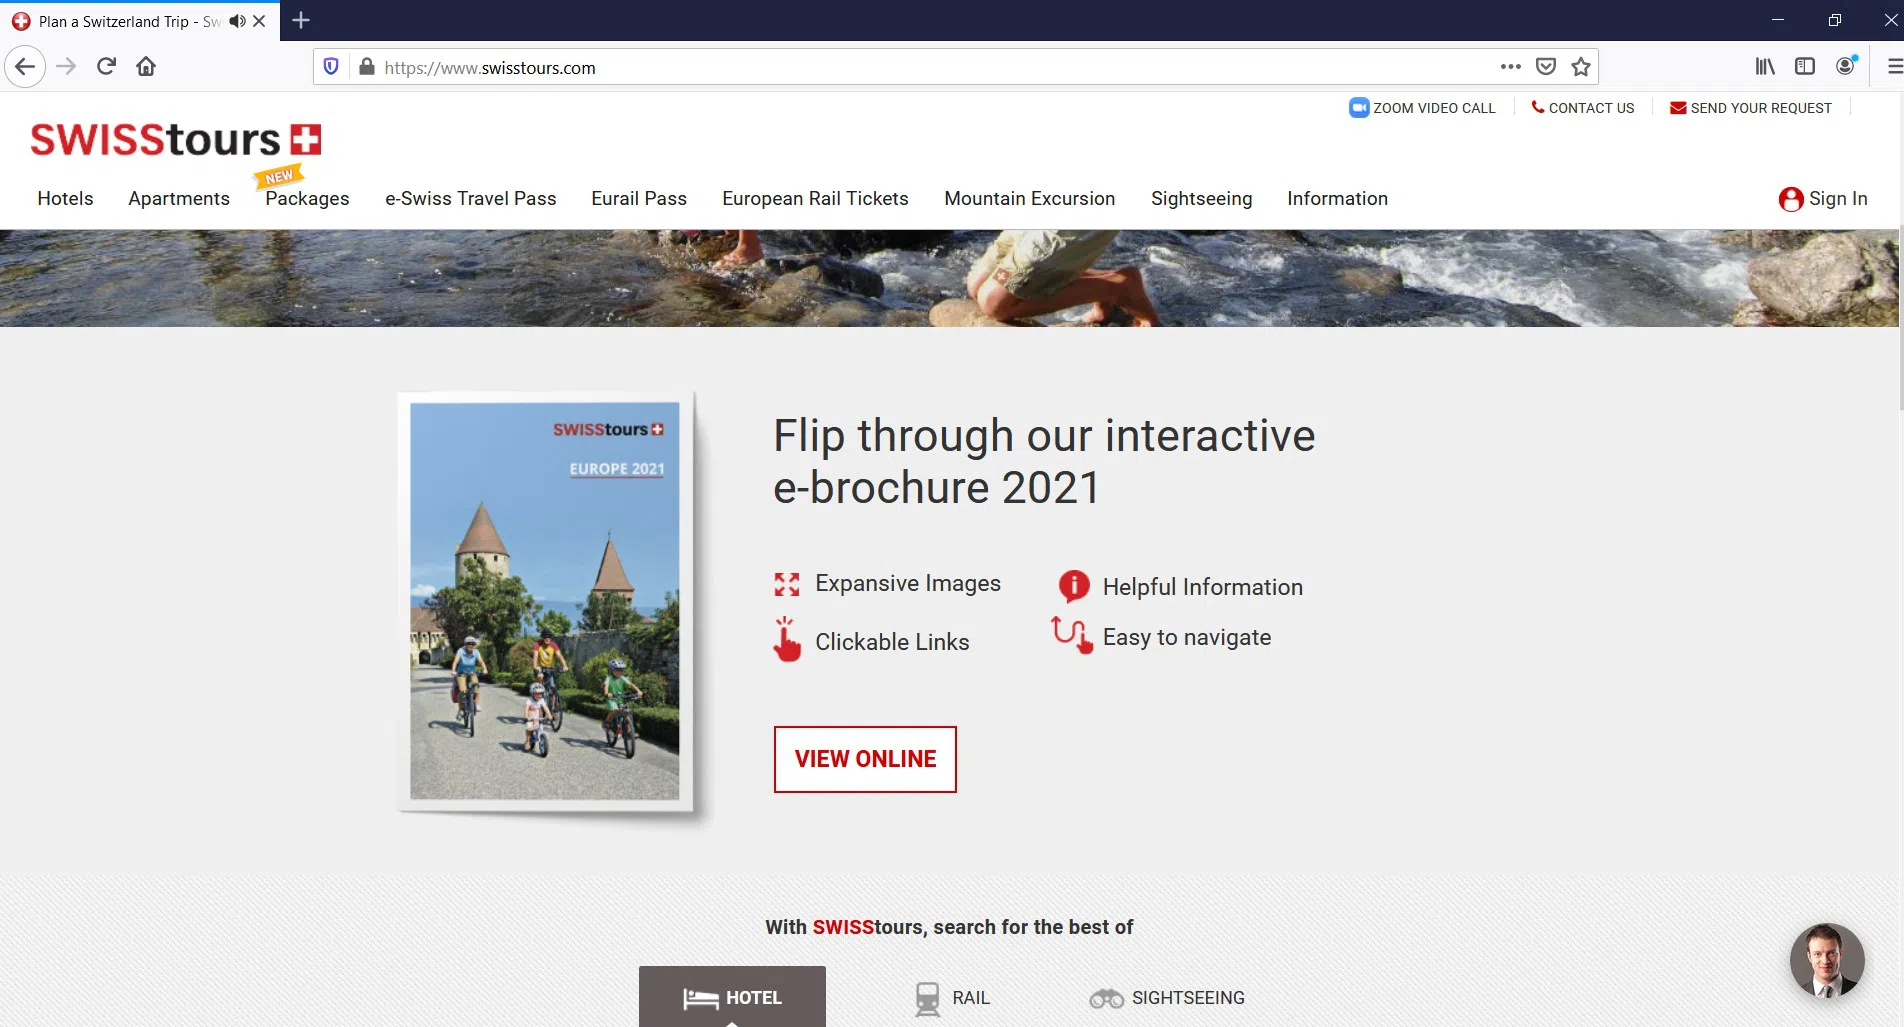 Plan a Switzerland Trip - Sw
https://www.swisstours.com
ZOOM VIDEO CALL
CONTACT US
SEND YOUR REQUEST
SWISStours
NEW
Hotels
Apartments
Packages
e-Swiss Travel Pass
Eurail Pass
European Rail Tickets
Mountain Excursion
Sightseeing
Information
Sign In
SWISStours
EUROPE 2021
Flip through our interactive
e-brochure 2021
Expansive Images
Helpful Information
Clickable Links
Easy to navigate
VIEW ONLINE
With SWISStours, search for the best of
HOTEL
RAIL
SIGHTSEEING